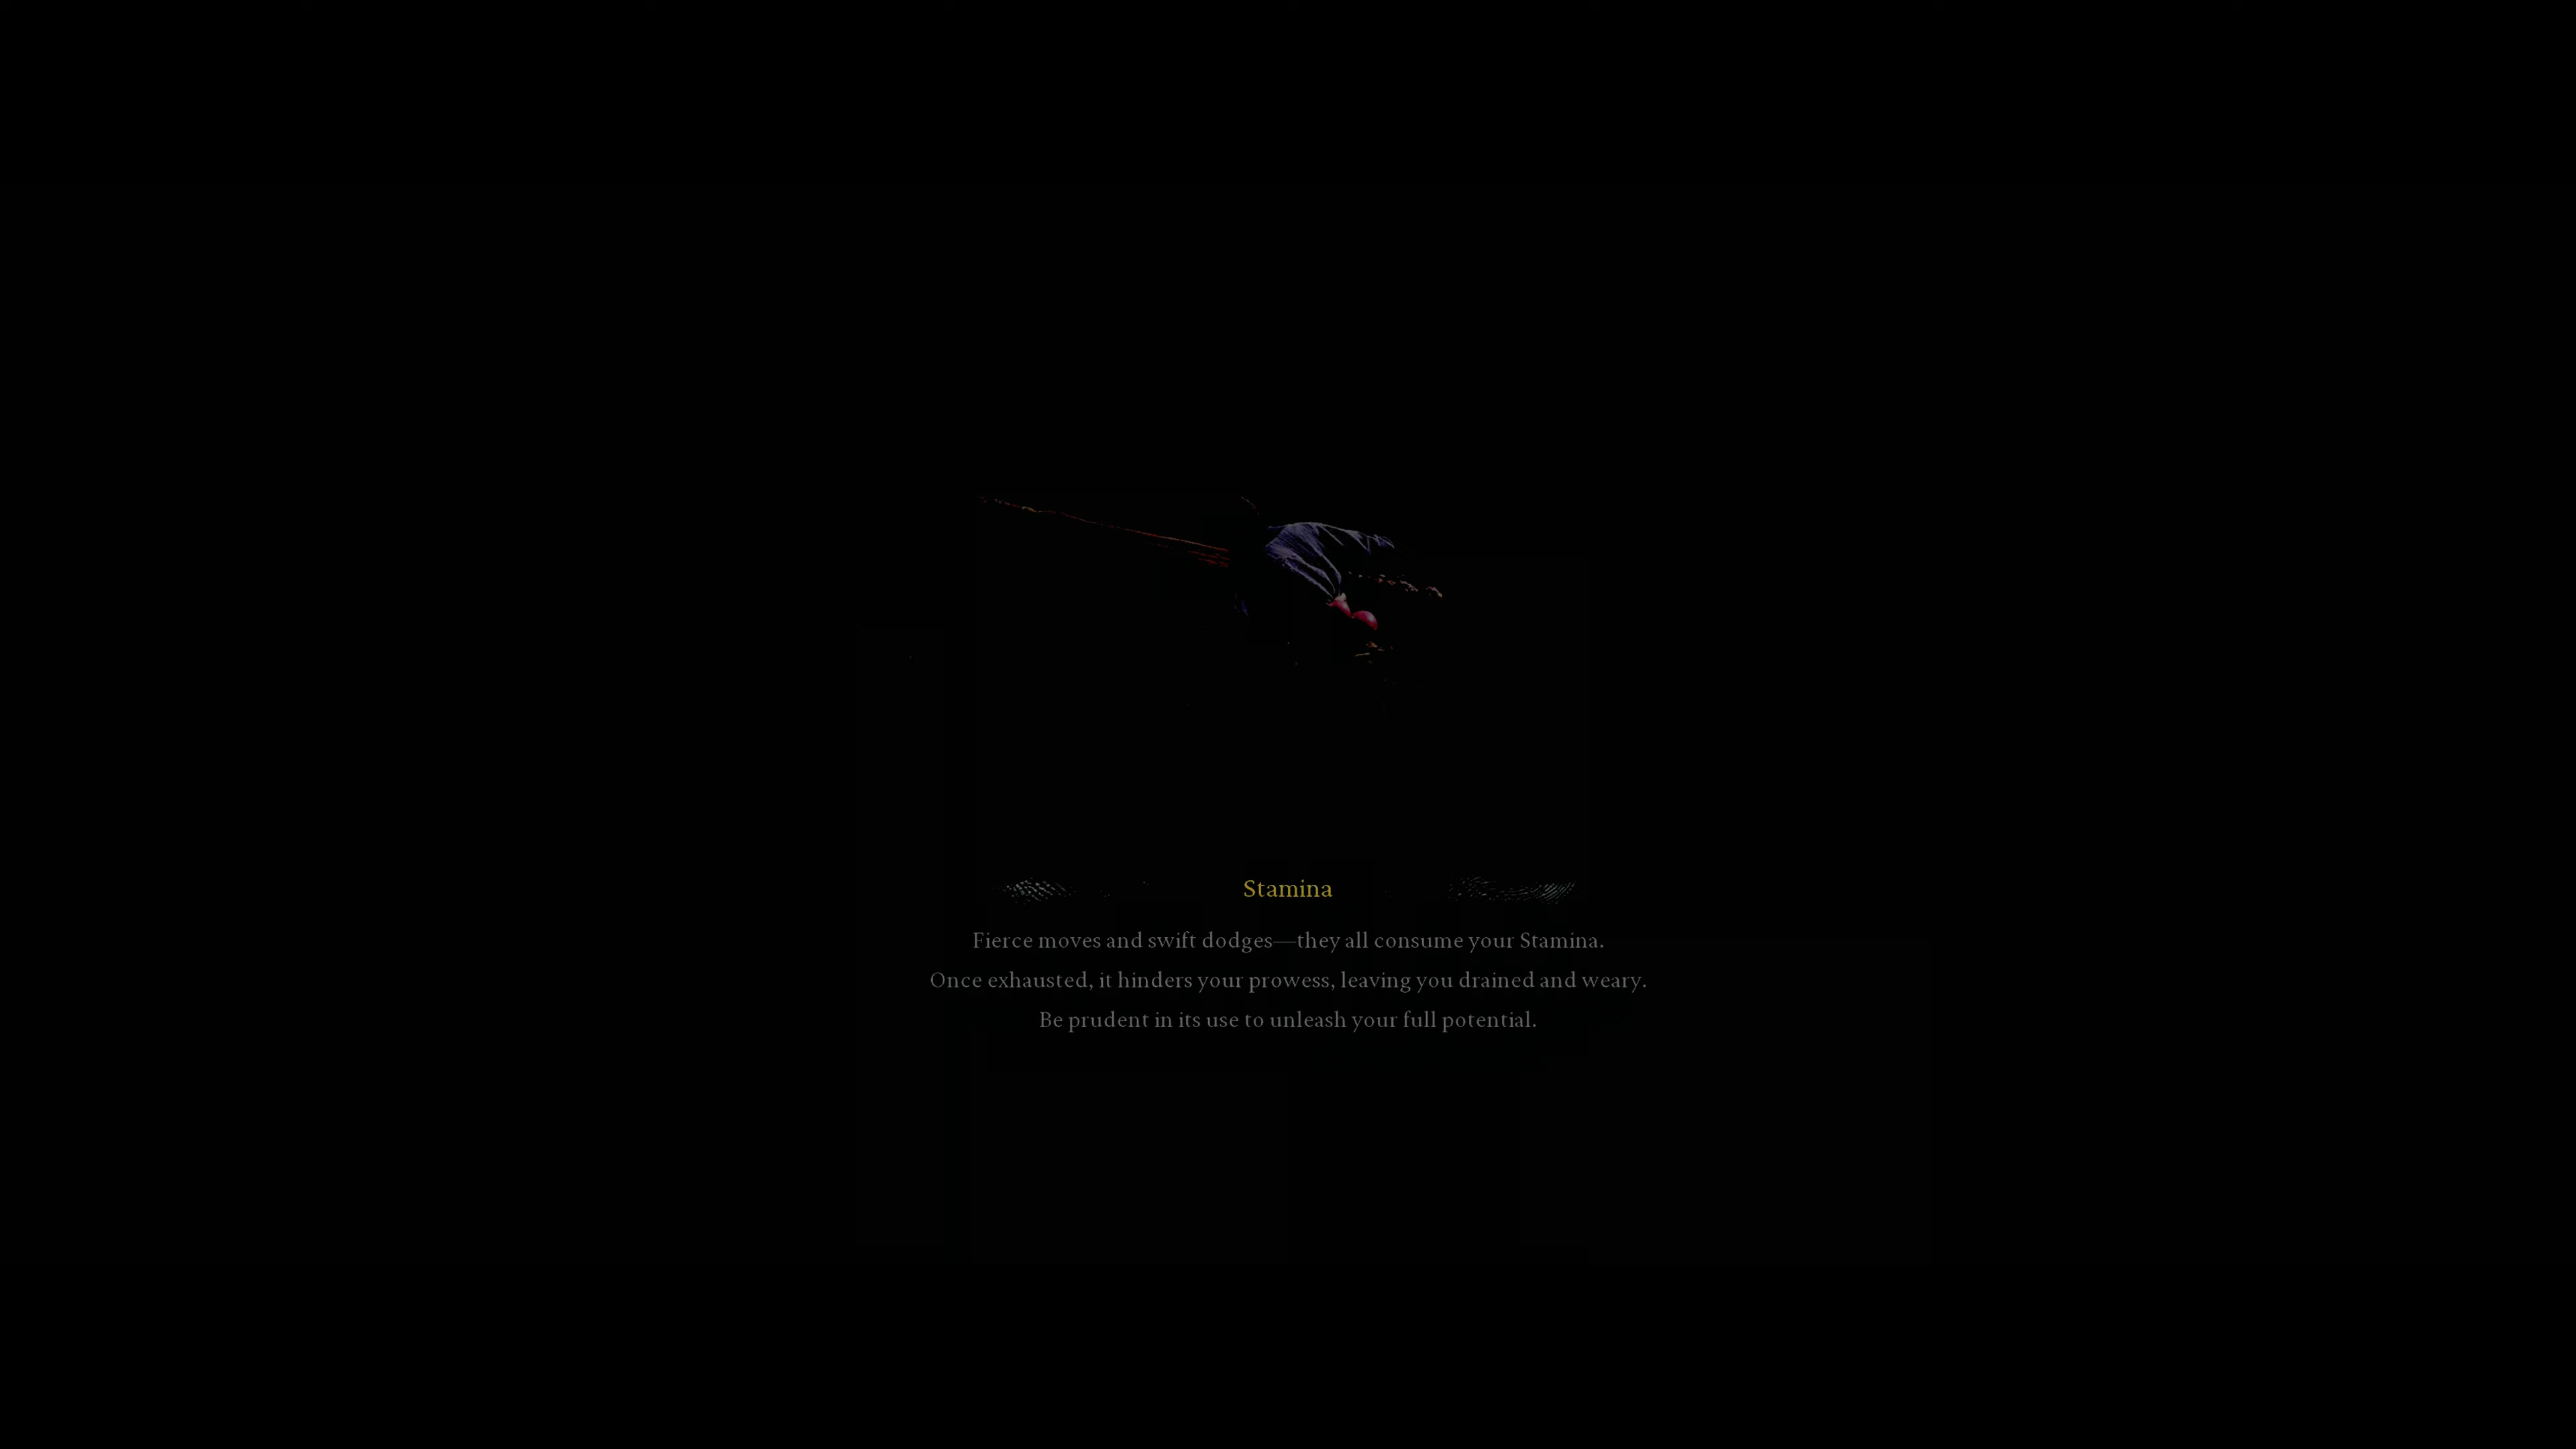 Stamina
Fierce moves and swift dodges—they all consume your Stamina.
Once exhausted, it hinders your prowess, leaving you drained and weary.
Be prudent in its use to unleash your full potential.